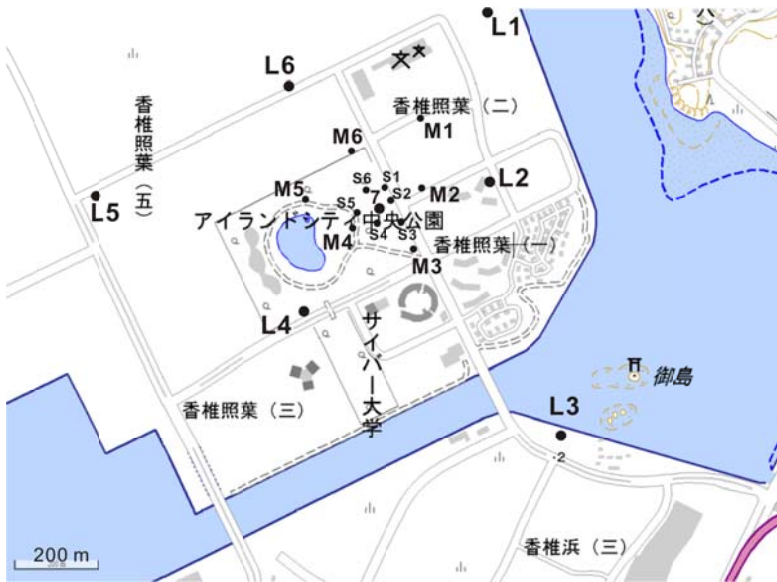 L1
L6
香椎照葉（二）
M1
香椎照葉（五）
M6
S6
S1
7
S2
M2
L2
M5
S5
L5
アイランドシティ中央公園
M4
S4
S3
香椎照葉（一）
M3
L4
サイバー大学
御島
香椎照葉（三）
L3
・2
200 m
香椎浜（三）